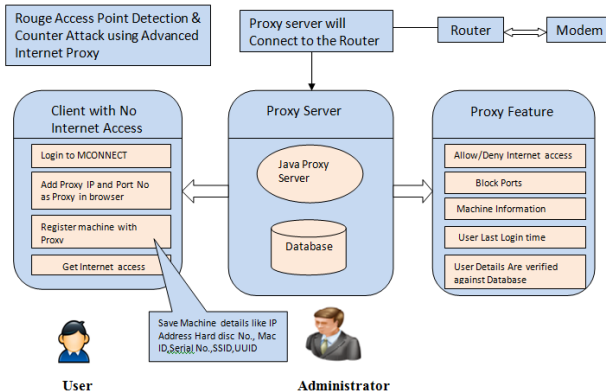 Rouge Access Point Detection &
Counter Attack using Advanced
Internet Proxy
Proxy server will
Connect to the Router
Router
Modem
Client with No
Internet Access
Login to MCONNECT
Add Proxy IP and Port No
as Proxy in browser
Register machine with
Proxy
Get Internet access
Proxy Server
Java Proxy
Server
Database
Proxy Feature
Allow/Deny Internet access
Block Ports
Machine Information
User Last Login time
User Details Are verified
against Database
Save Machine details like IP
Address Hard disc No., Mac
ID,Serial No.,SSID,UUID
User
Administrator